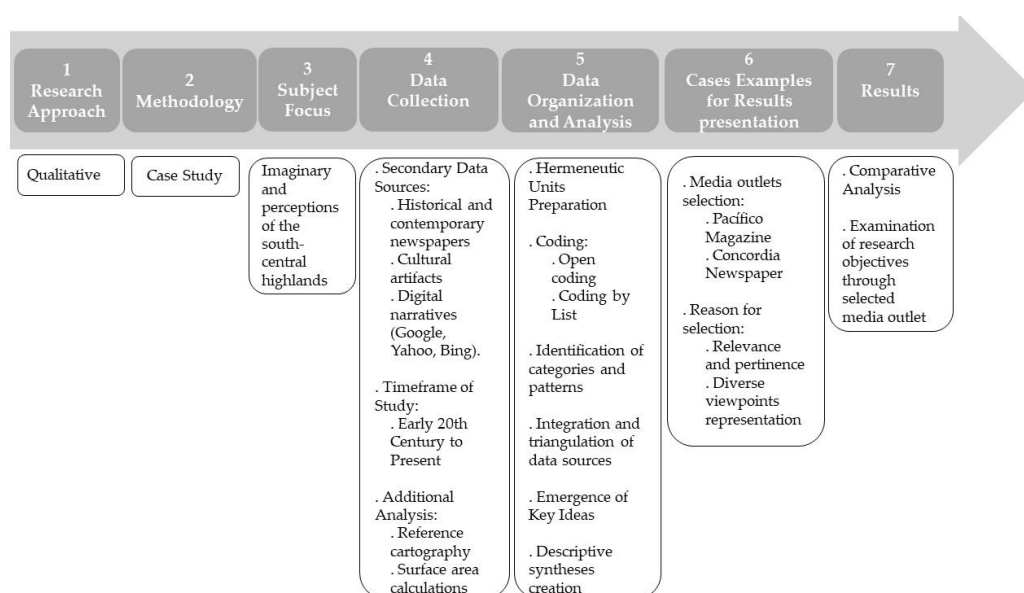 1
Research
Approach
2
Methodology
3
Subject
Focus
4
Data
Collection
5
Data
Organization
and Analysis
6
Cases Examples
for Results
presentation
7
Results
Qualitative
Case Study
Imaginary
and
perceptions
of the
south-
central
highlands
. Secondary Data
Sources:
. Historical and
contemporary
newspapers
. Cultural
artifacts
. Digital
narratives
(Google,
Yahoo, Bing).
. Timeframe of
Study:
. Early 20th
Century to
Present
. Additional
Analysis:
. Reference
cartography
. Surface area
calculations
. Hermeneutic
Units
Preparation
. Coding:
. Open
coding
. Coding by
List
. Identification of
categories and
patterns
. Integration and
triangulation of
data sources
. Emergence of
Key Ideas
. Descriptive
syntheses
creation
. Media outlets
selection:
. Pacífico
Magazine
. Concordia
Newspaper
. Reason for
selection:
. Relevance
and pertinence
. Diverse
viewpoints
representation
. Comparative
Analysis
. Examination
of research
objectives
through
selected
media outlet